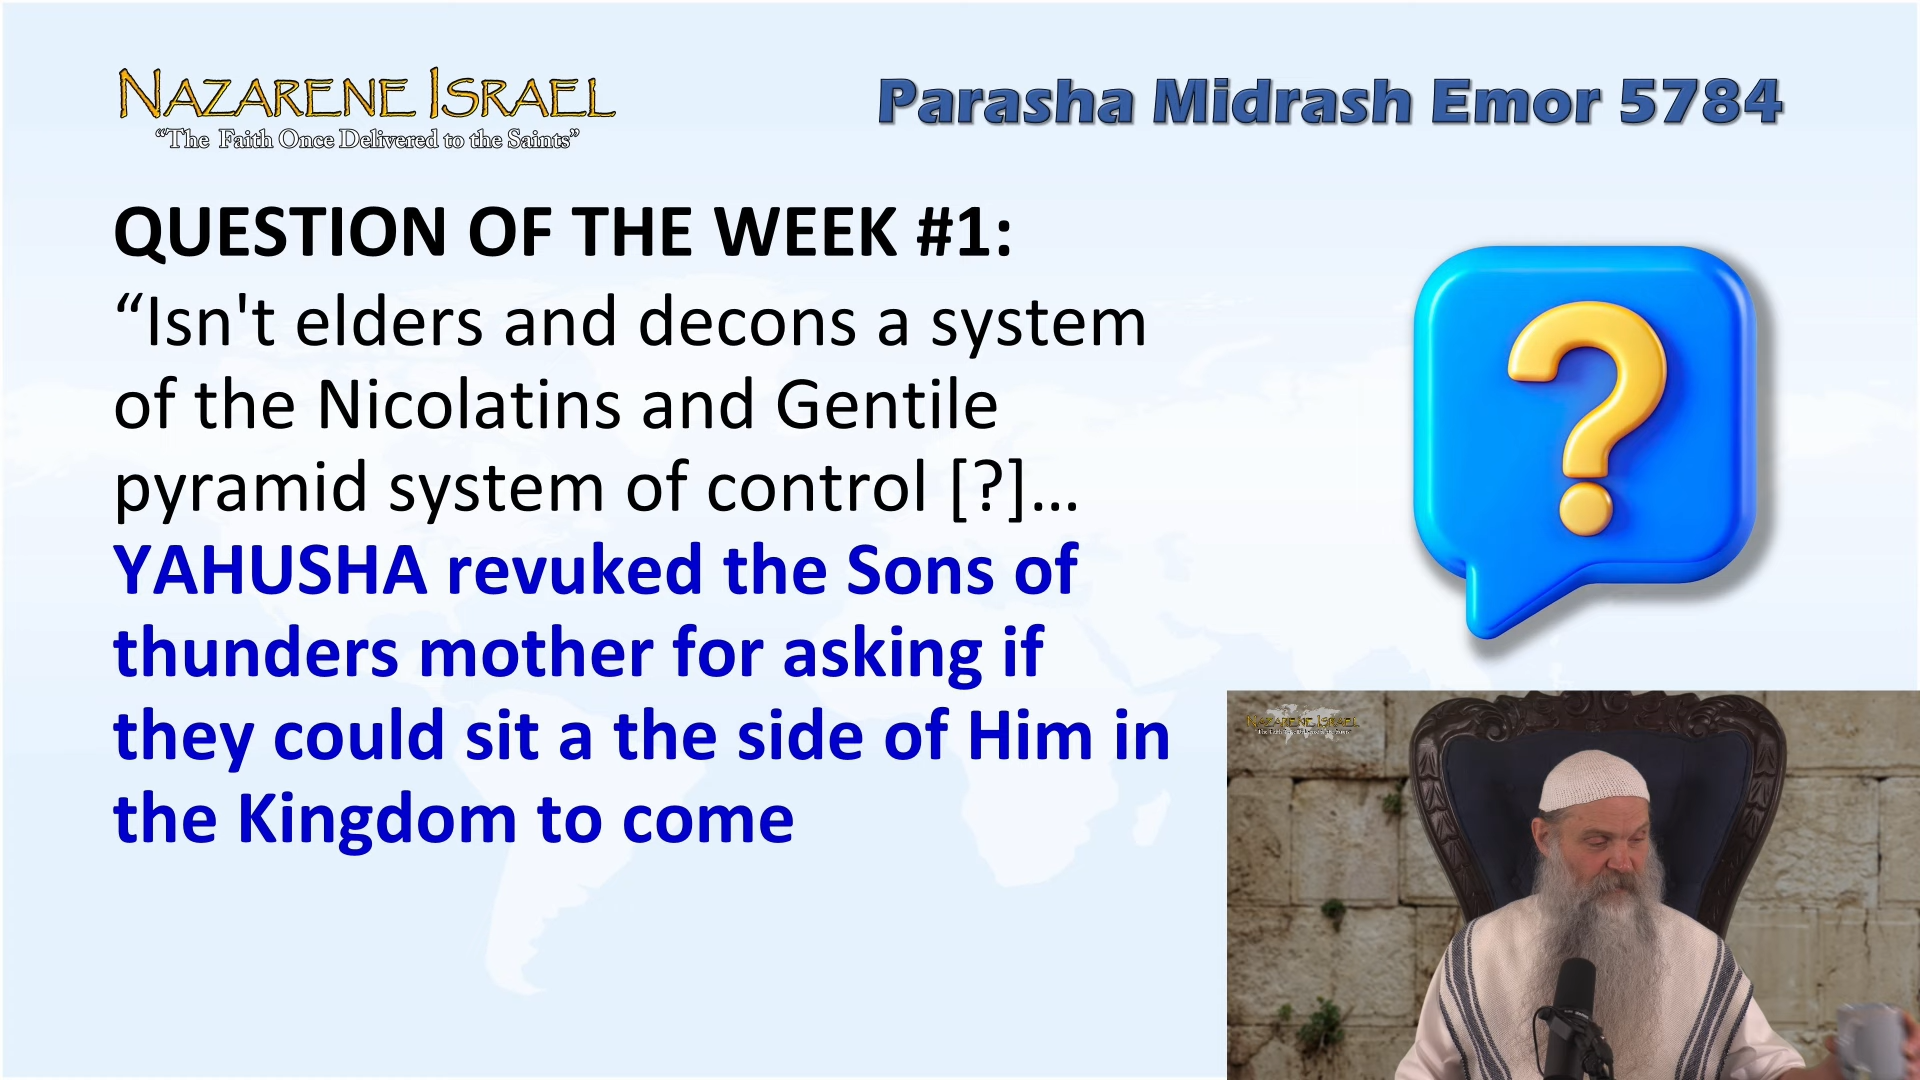 NAZARENE ISRAEL
“The Faith Once Delivered to the Saints”
Parasha Midrash Emor 5784
QUESTION OF THE WEEK #1:
“Isn't elders and decons a system
of the Nicolatins and Gentile
pyramid system of control [?]…
YAHUSHA revuked the Sons of
thunders mother for asking if
they could sit a the side of Him in
the Kingdom to come
?
NAZARENE ISRAEL